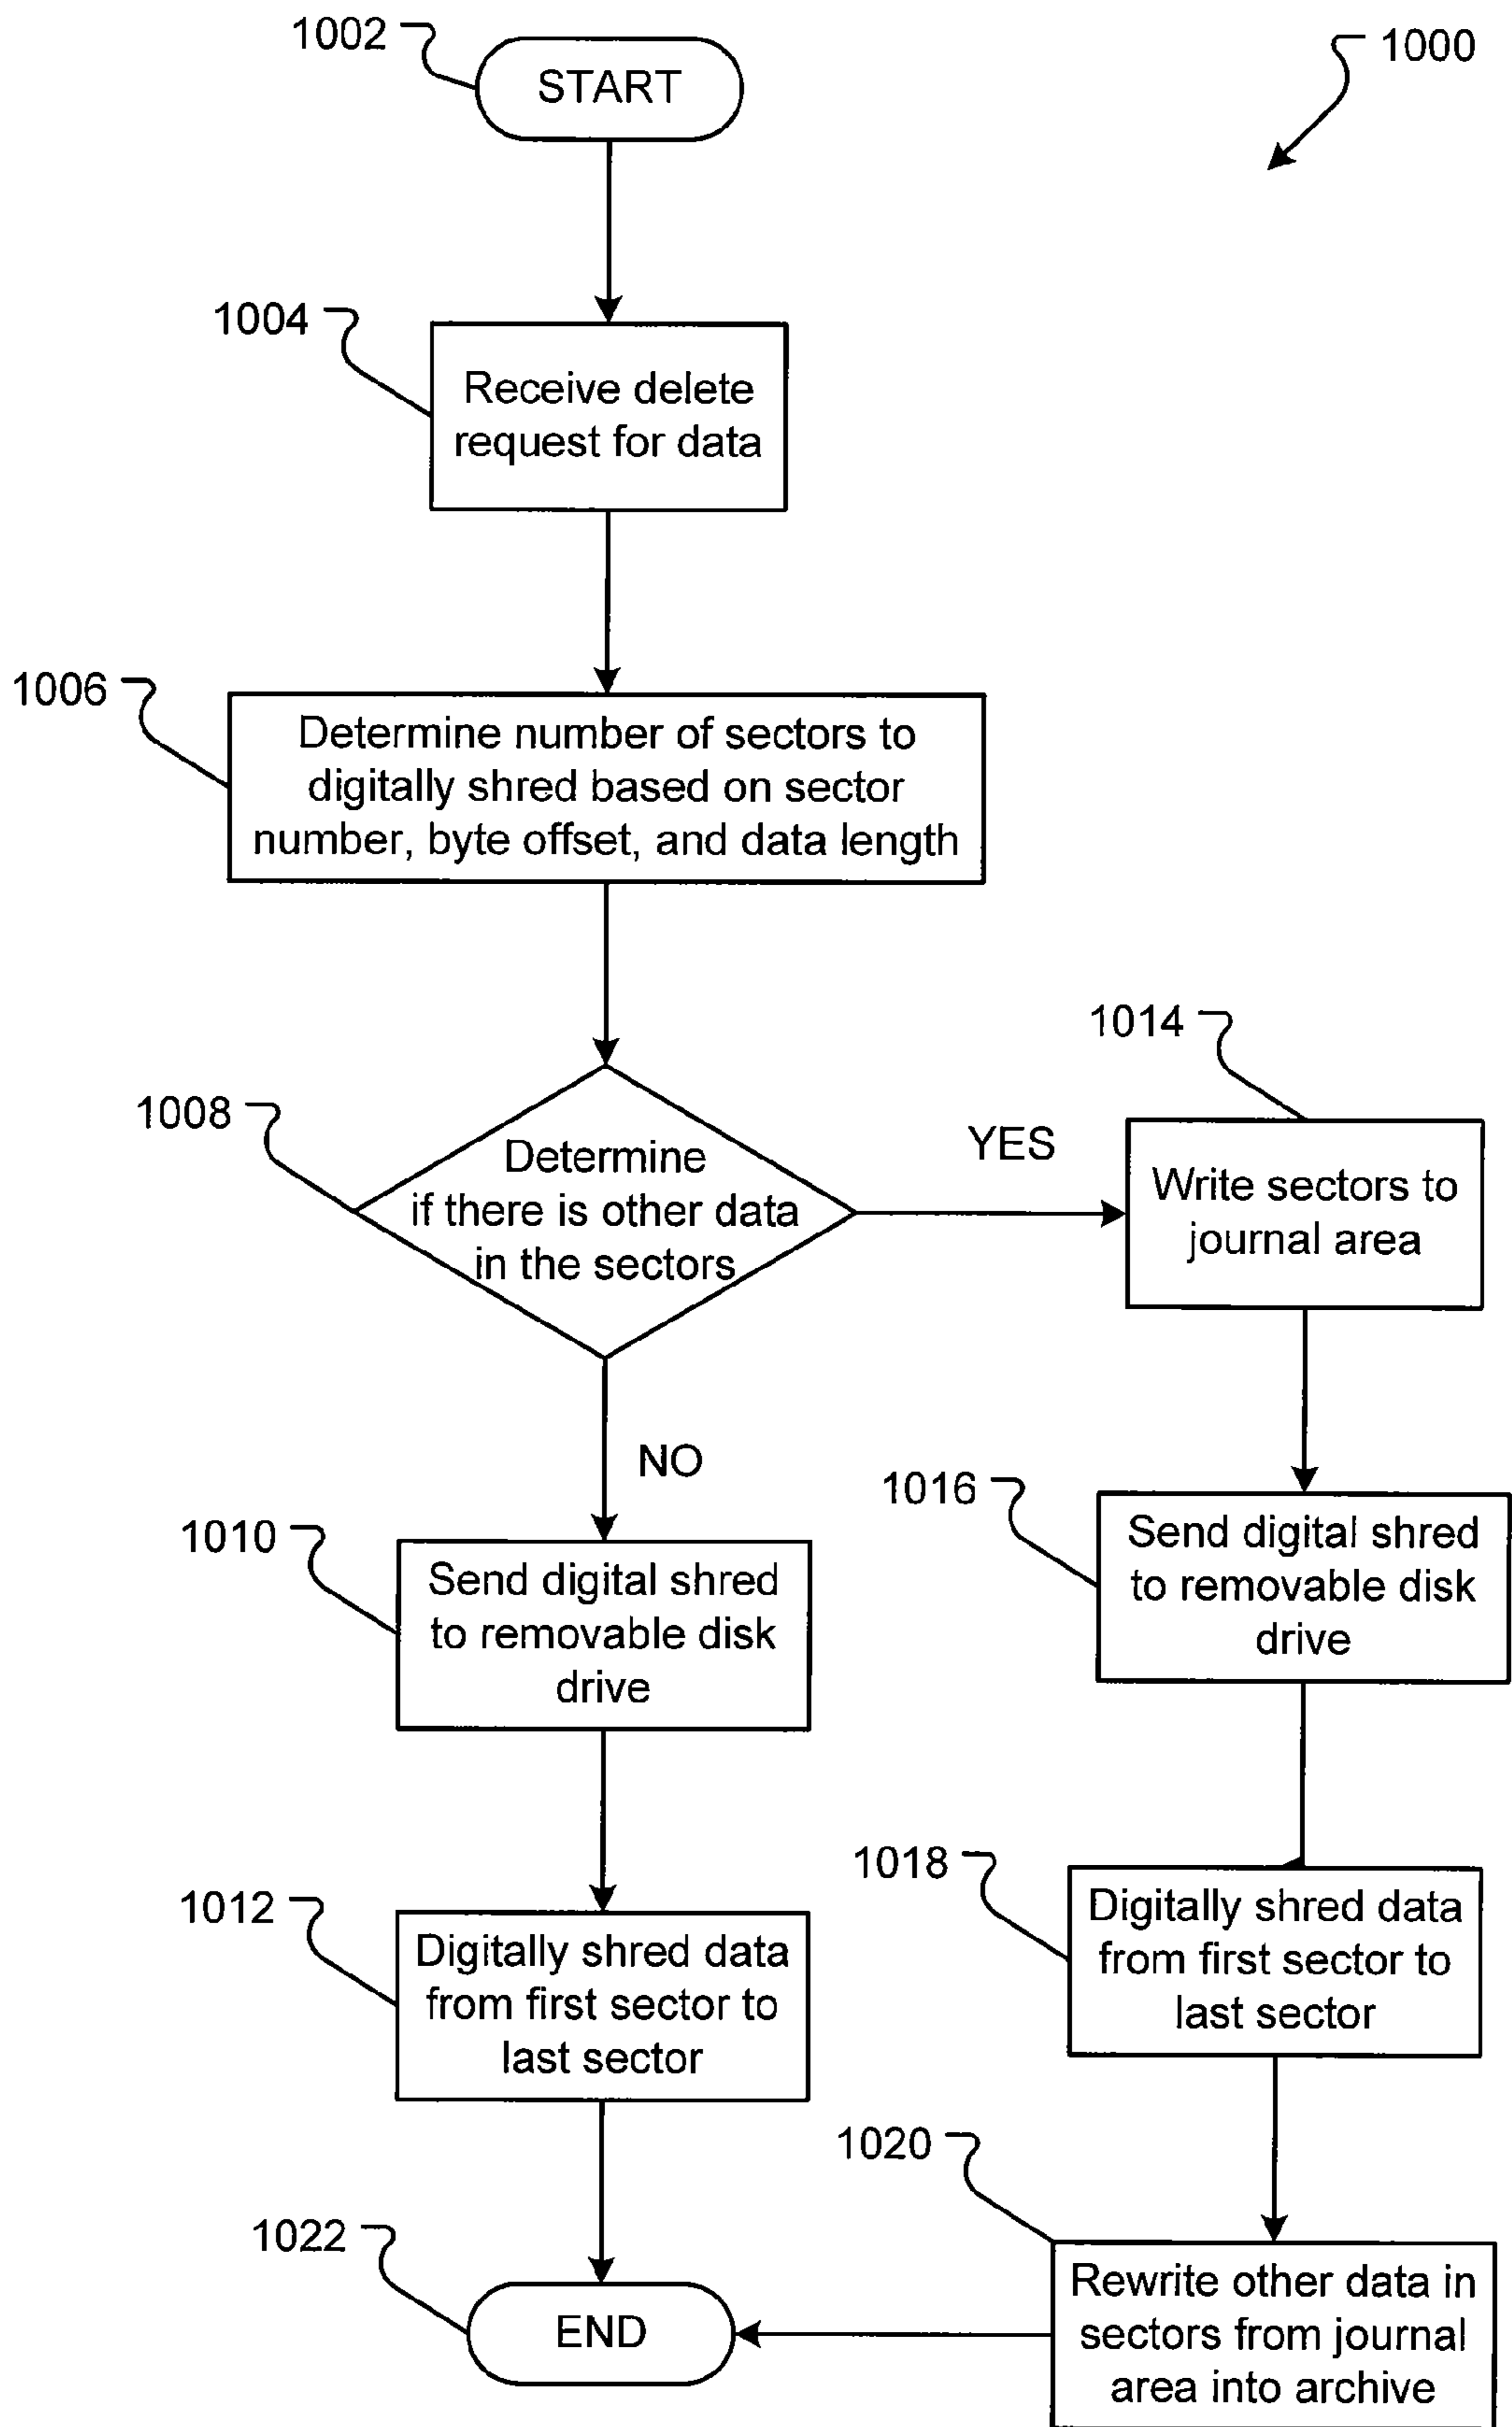 1002
START
1000
1004
Receive delete
request for data
1006
Determine number of sectors to
digitally shred based on sector
number, byte offset, and data length
1008
Determine
if there is other data
in the sectors
YES
1014
Write sectors to
journal area
NO
1010
Send digital shred
to removable disk
drive
1016
Send digital shred
to removable disk
drive
1012
Digitally shred data
from first sector to
last sector
1018
Digitally shred data
from first sector to
last sector
1020
Rewrite other data in
sectors from journal
area into archive
1022
END